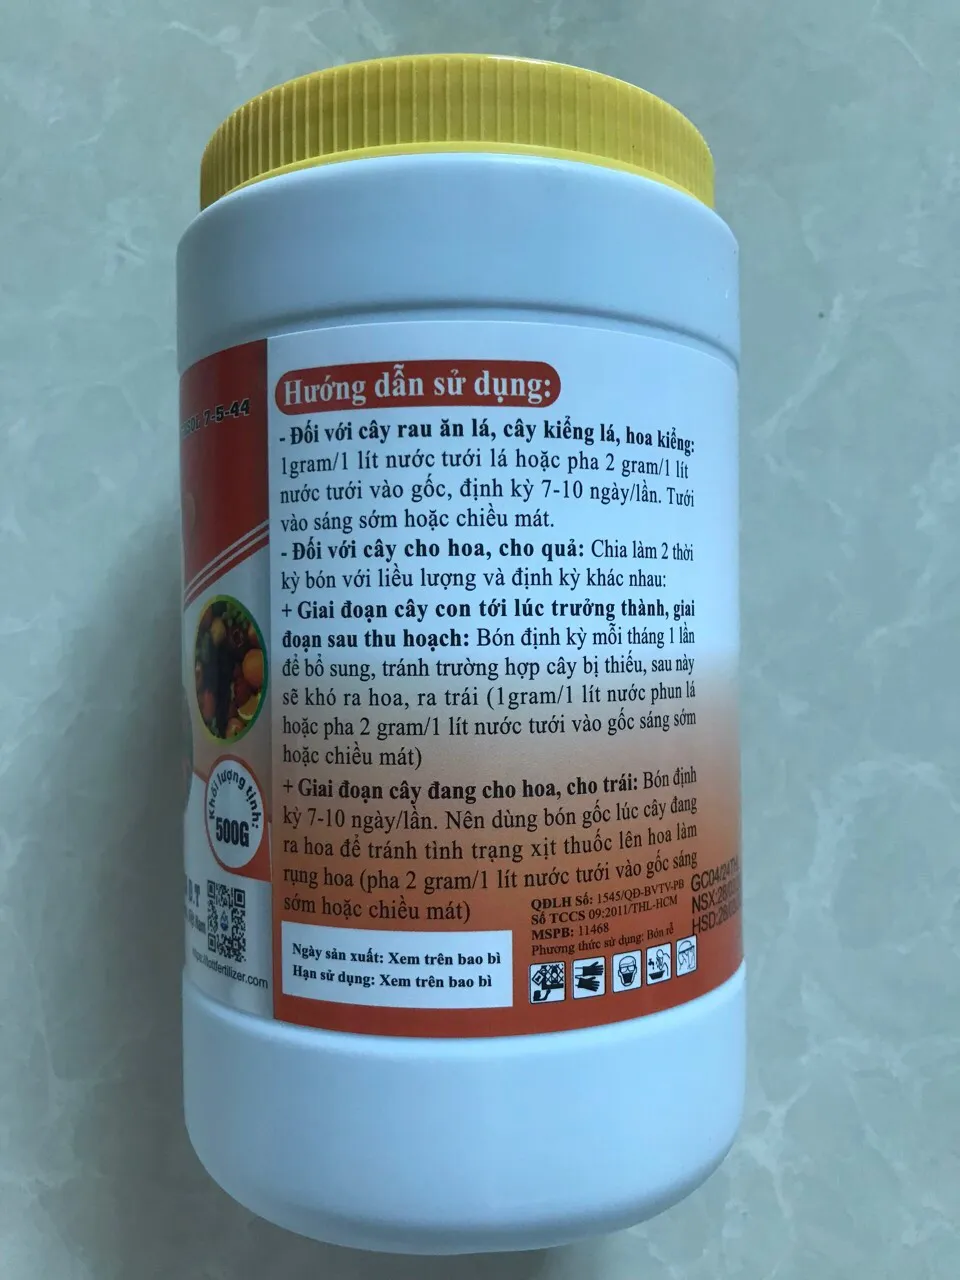 7-5-44
Hướng dẫn sử dụng:
- Đối với cây rau ăn lá, cây kiểng lá, hoa kiểng:
1gram/1 lít nước tưới lá hoặc pha 2 gram/1 lít
nước tưới vào gốc, định kỳ 7-10 ngày/lần. Tưới
vào sáng sớm hoặc chiều mát.
- Đối với cây cho hoa, cho quả: Chia làm 2 thời
kỳ bón với liều lượng và định kỳ khác nhau:
+ Giai đoạn cây con tới lúc trưởng thành, giai
đoạn sau thu hoạch: Bón định kỳ mỗi tháng 1 lần
để bổ sung, tránh trường hợp cây bị thiếu, sau này
sẽ khó ra hoa, ra trái (1gram/1 lít nước phun lá
hoặc pha 2 gram/1 lít nước tưới vào gốc sáng sớm
hoặc chiều mát)
+ Giai đoạn cây đang cho hoa, cho trái: Bón định
kỳ 7-10 ngày/lần. Nên dùng bón gốc lúc cây đang
ra hoa để tránh tình trạng xịt thuốc lên hoa làm
rụng hoa (pha 2 gram/1 lít nước tưới vào gốc sáng
sớm hoặc chiều mát)
Khối lượng tịnh:
500G
B.T
Việt Nam
QĐLH Số: 1545/QĐ-BVTV-PB
Số TCCS 09:2011/THL-HCM
MSPB: 11468
Phương thức sử dụng: Bón rễ
GC04/24TH
NSX:28/0
HSD:28/0
Ngày sản xuất: Xem trên bao bì
Hạn sử dụng: Xem trên bao bì